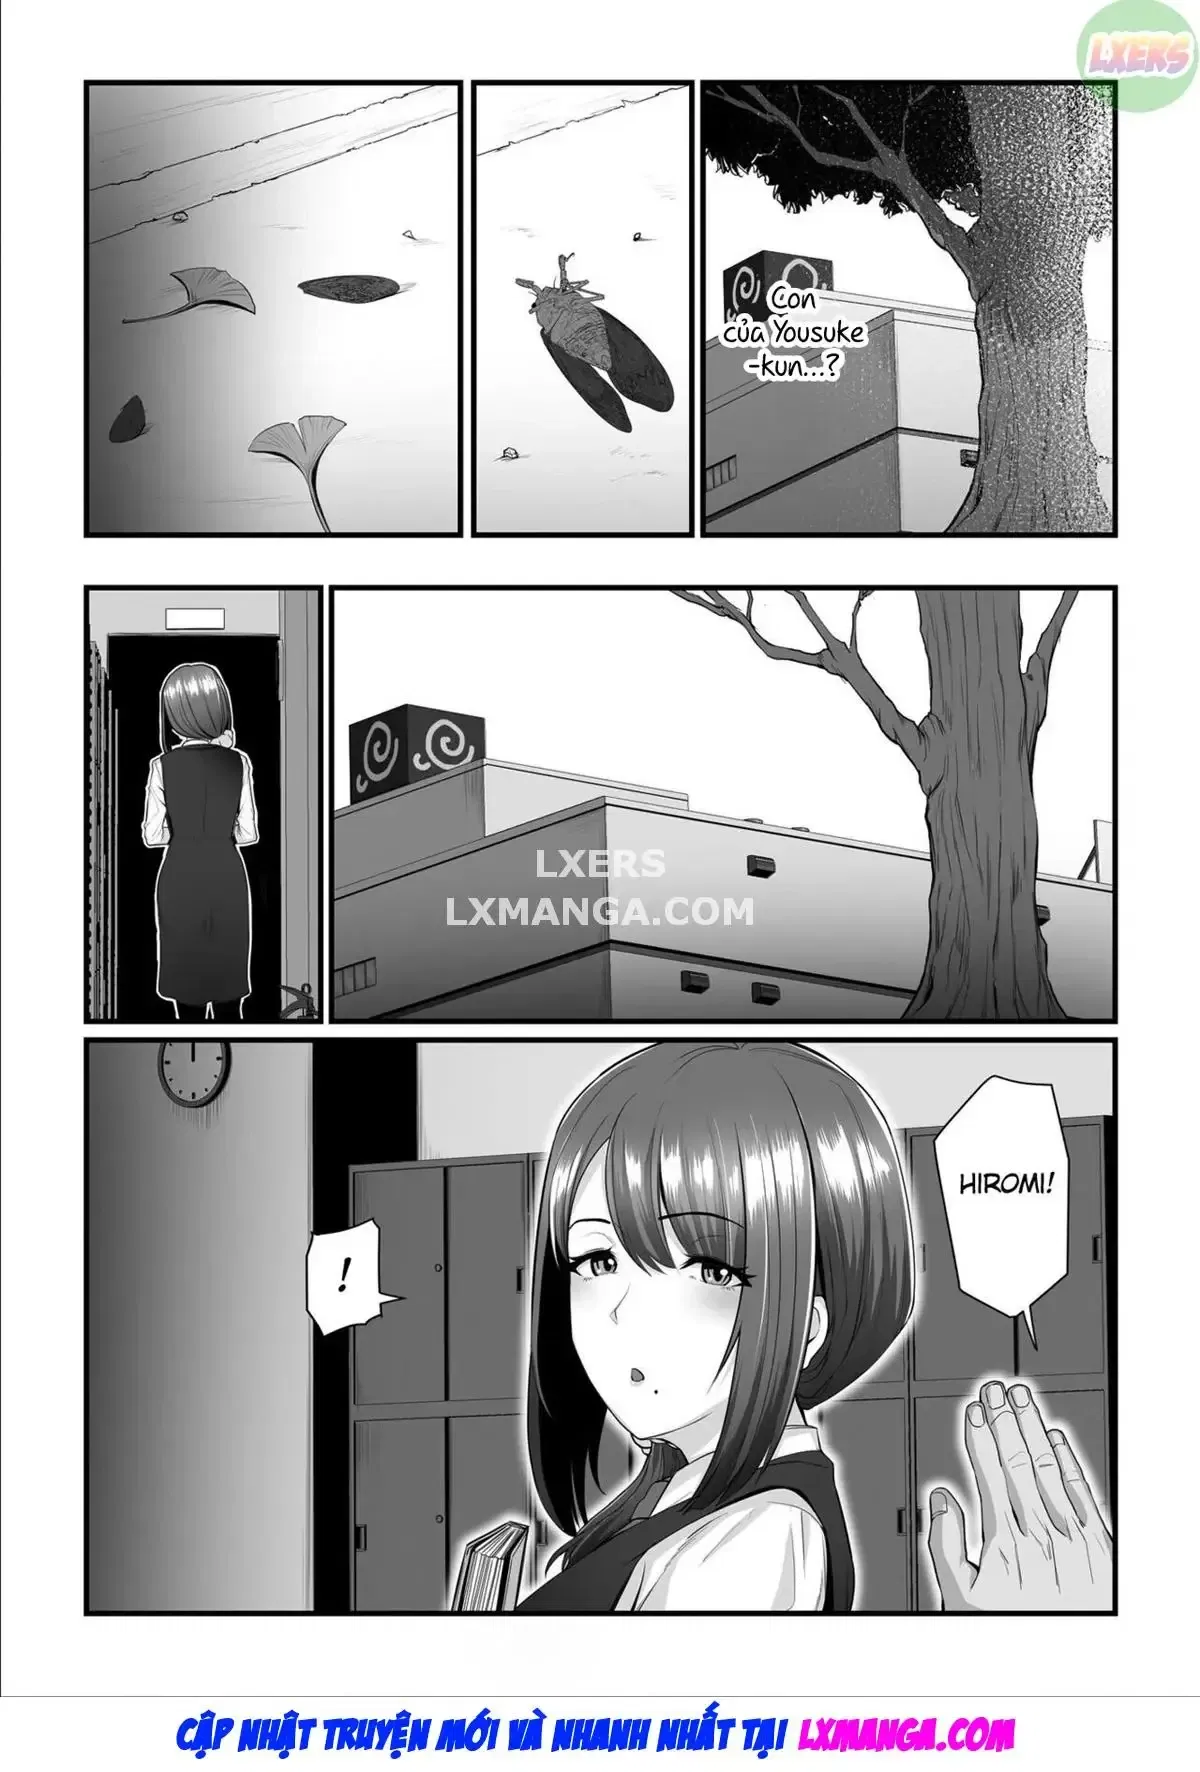 LXERS
Con
của Yousuke
-kun...?
LXERS
LXMANGA.COM
HIROMI!
!
CẬP NHẬT TRUYỆN MỚI VÀ NHANH NHẤT TẠI LXMANGA.COM